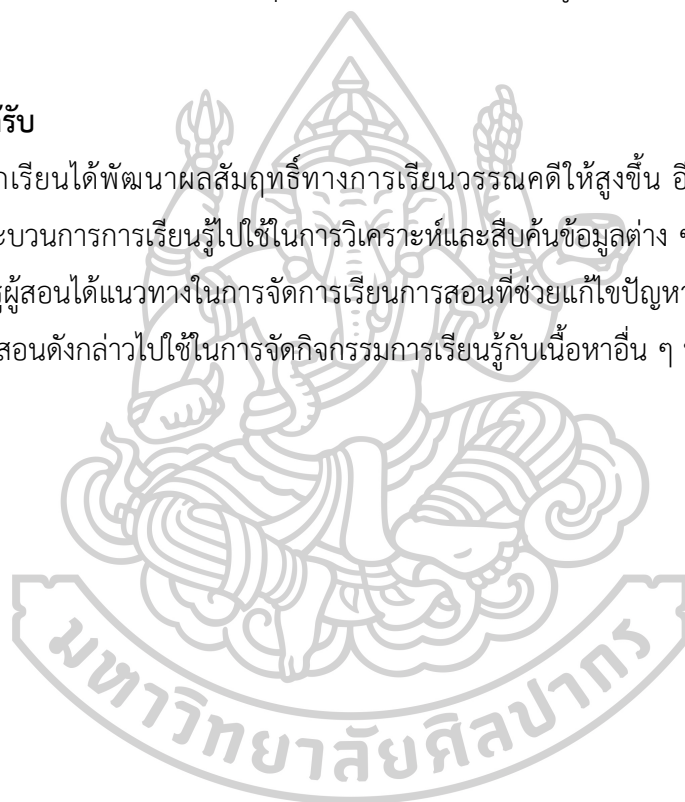 รับ
เรียนได้พัฒนาผลสัมฤทธิ์ทางการเรียนวรรณคดีให้สูงขึ้น
ะบวนการการเรียนรู้ไปใช้ในการวิเคราะห์และสืบค้นข้อมูลต่าง ๆ
ผู้สอนได้แนวทางในการจัดการเรียนการสอนที่ช่วยแก้ไขปัญหา
สอนดังกล่าวไปใช้ในการจัดกิจกรรมการเรียนรู้กับเนื้อหาอื่น ๆ
มหาวิทยาลัยศิลปากร